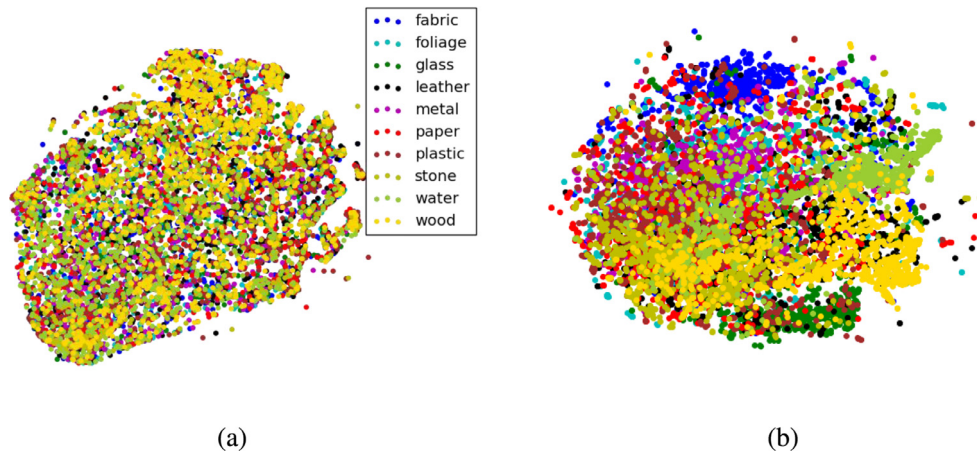 fabric
foliage
glass
leather
metal
paper
plastic
stone
water
wood
(a)
(b)